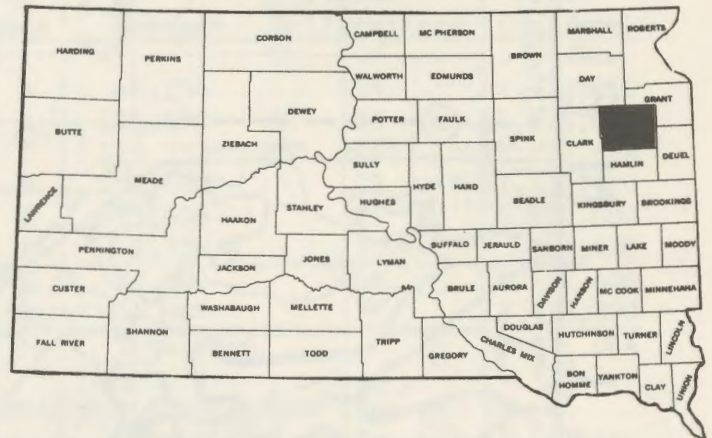 HARDING
PERKINS
CORSON
CAMPBELL
MC PHERSON
BROWN
MARSHALL
ROBERTS
WALWORTH
EDMUNDS
DAY
DEWEY
GRANT
BUTTE
ZIEBACH
POTTER
FAULK
SPINK
CLARK
HAMLIN
DEUEL
MEADE
SULLY
HYDE
HAND
LAWRENCE
HAAKON
STANLEY
HUGHES
BEADLE
KINGSBURY
BROOKINGS
PENNINGTON
JACKSON
JONES
LYMAN
BUFFALO
JERAULD
SANBORN
MINER
LAKE
MOODY
CUSTER
WASHABAUGH
MELLETTE
BRULE
AURORA
DAVISON
HANSON
MC COOK
MINNEHAHA
FALL RIVER
SHANNON
BENNETT
TODD
TRIPP
GREGORY
CHARLES MIX
DOUGLAS
HUTCHINSON
TURNER
LINCOLN
BON
HOMME
YANKTON
CLAY
UNION